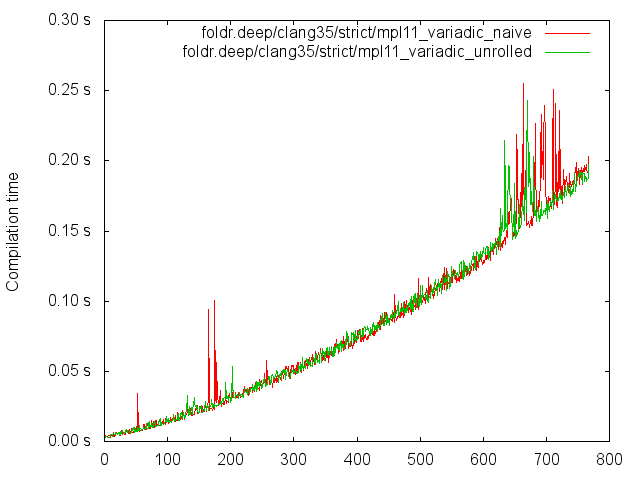 0.30 s
foldr.deep/clang35/strict/mpl11_variadic_naive
foldr.deep/clang35/strict/mpl11_variadic_unrolled
0.25 s
0.20 s
Compilation time
0.15 s
0.10 s
0.05 s
0.00 s
0 100 200 300 400 500 600 700 800